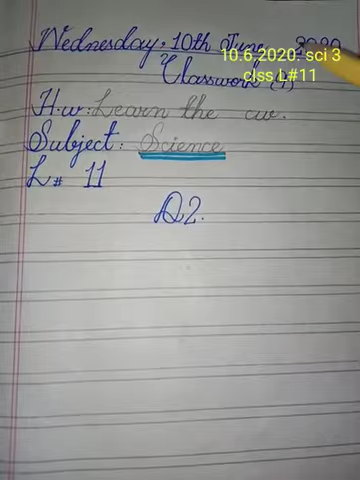 Wednesday, 10th June, 2020
10.6.2020. sci 3
clss L#11
Classwork (1)
H.w: Learn the cw.
Subject: Science
L# 11
Q2.